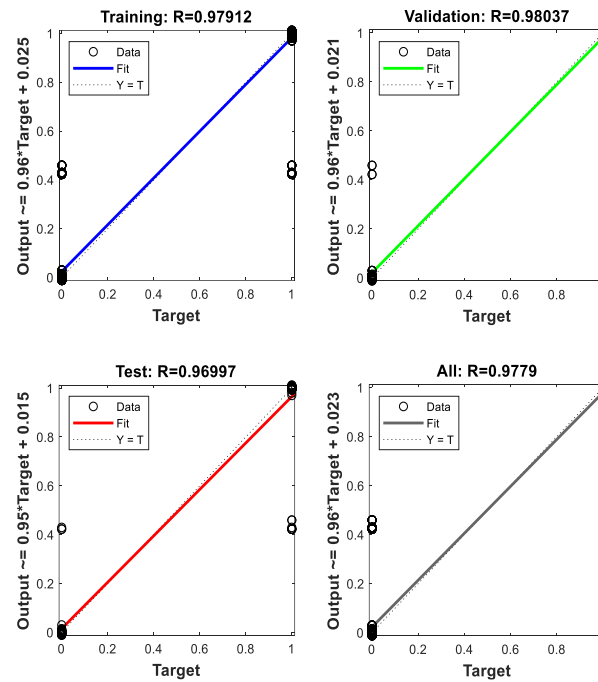 Training: R=0.97912
Output ~= 0.96*Target + 0.025
1
0.8
0.6
0.4
0.2
0
Data
Fit
Y = T
0 0.2 0.4 0.6 0.8 1
Target
Validation: R=0.98037
Output ~= 0.96*Target + 0.021
1
0.8
0.6
0.4
0.2
0
Data
Fit
Y = T
0 0.2 0.4 0.6 0.8
Target
Test: R=0.96997
Output ~= 0.95*Target + 0.015
1
0.8
0.6
0.4
0.2
0
Data
Fit
Y = T
0 0.2 0.4 0.6 0.8 1
Target
All: R=0.9779
Output ~= 0.96*Target + 0.023
1
0.8
0.6
0.4
0.2
0
Data
Fit
Y = T
0 0.2 0.4 0.6 0.8
Target